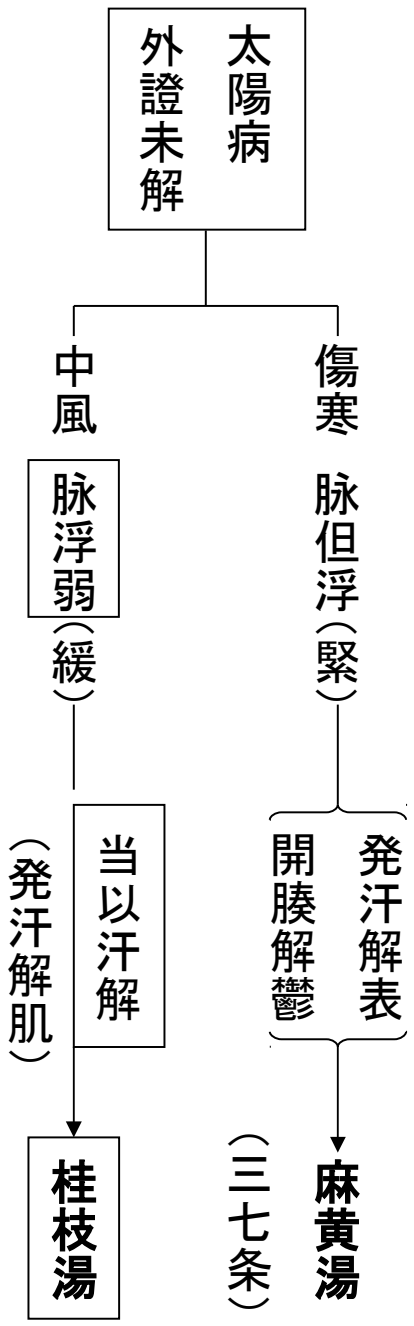 太陽病
外證未解
傷寒
脉但浮(緊)
発汗解表
開腠解鬱
麻黄湯
(三七条)
中風
脉浮弱(緩)
当以汗解
(発汗解肌)
桂枝湯